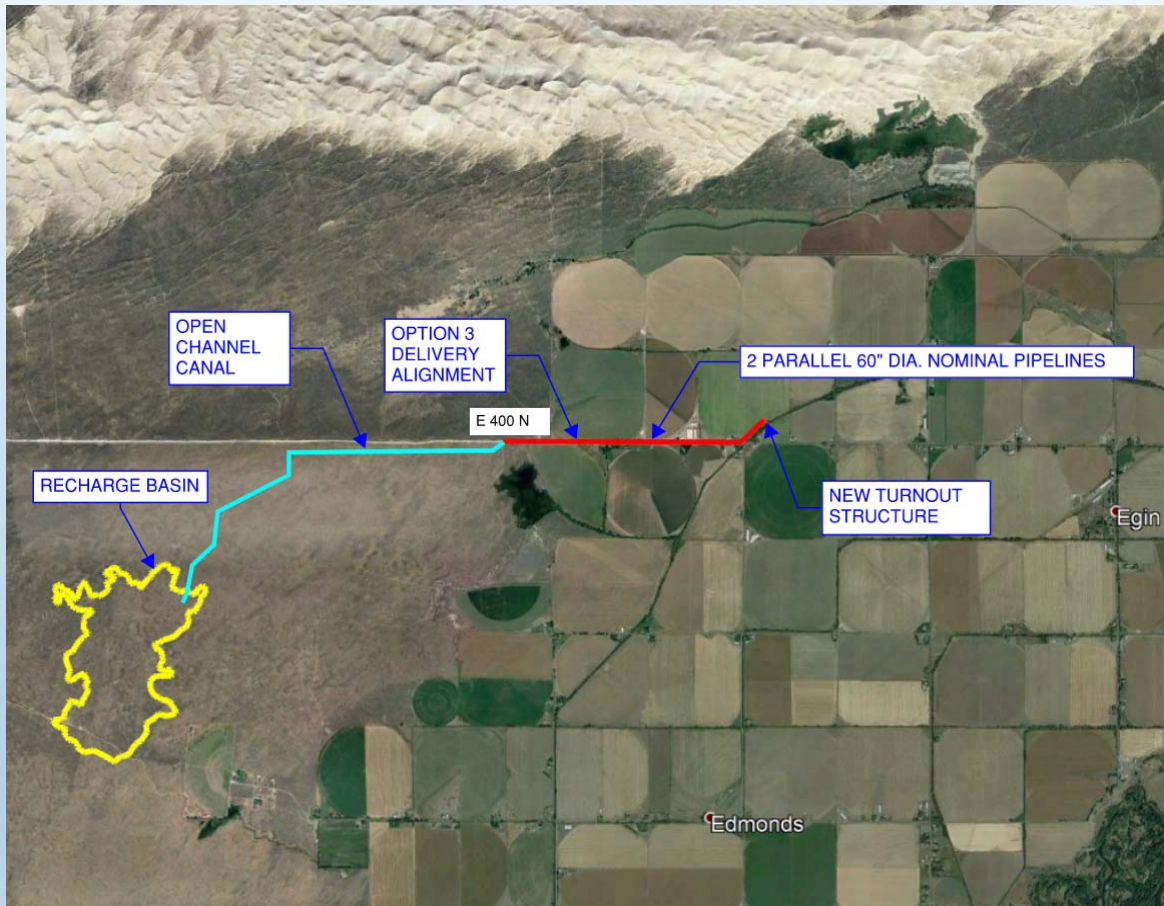 OPEN
CHANNEL
CANAL
OPTION 3
DELIVERY
ALIGNMENT
2 PARALLEL 60" DIA. NOMINAL PIPELINES
E 400 N
RECHARGE BASIN
NEW TURNOUT
STRUCTURE
Egin
Edmonds